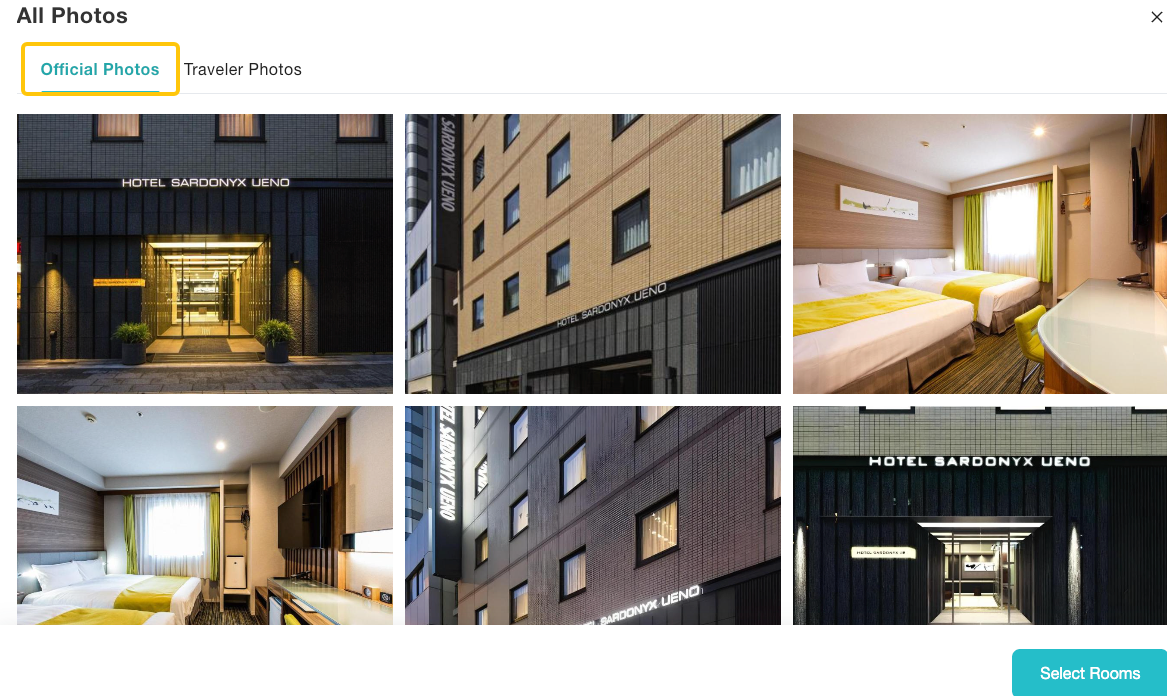 All Photos
Official Photos
Traveler Photos
HOTEL SARDONYX UENO
SARDONYX UENO
HOTEL SARDONYX UENO
HOTEL SARDONYX UENO
SARDONYX UENO
HOTEL SARDONYX UENO
Select Rooms